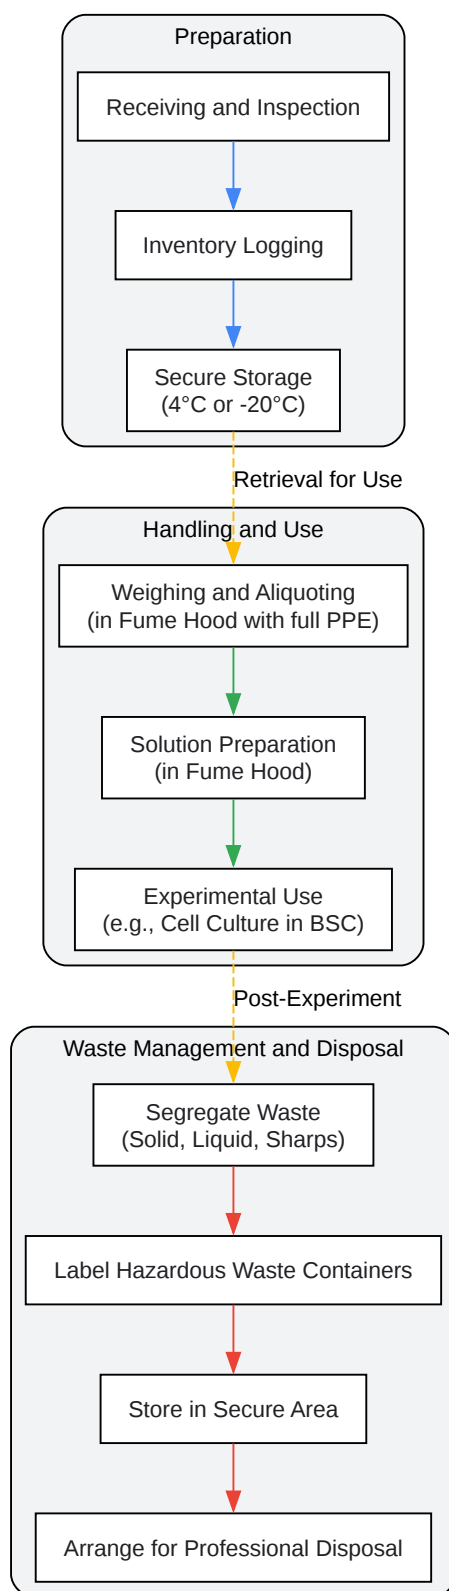 Preparation
Receiving and Inspection
Inventory Logging
Secure Storage
(4°C or -20°C)
Retrieval for Use
Handling and Use
Weighing and Aliquoting
(in Fume Hood with full PPE)
Solution Preparation
(in Fume Hood)
Experimental Use
(e.g., Cell Culture in BSC)
Post-Experiment
Waste Management and Disposal
Segregate Waste
(Solid, Liquid, Sharps)
Label Hazardous Waste Containers
Store in Secure Area
Arrange for Professional Disposal